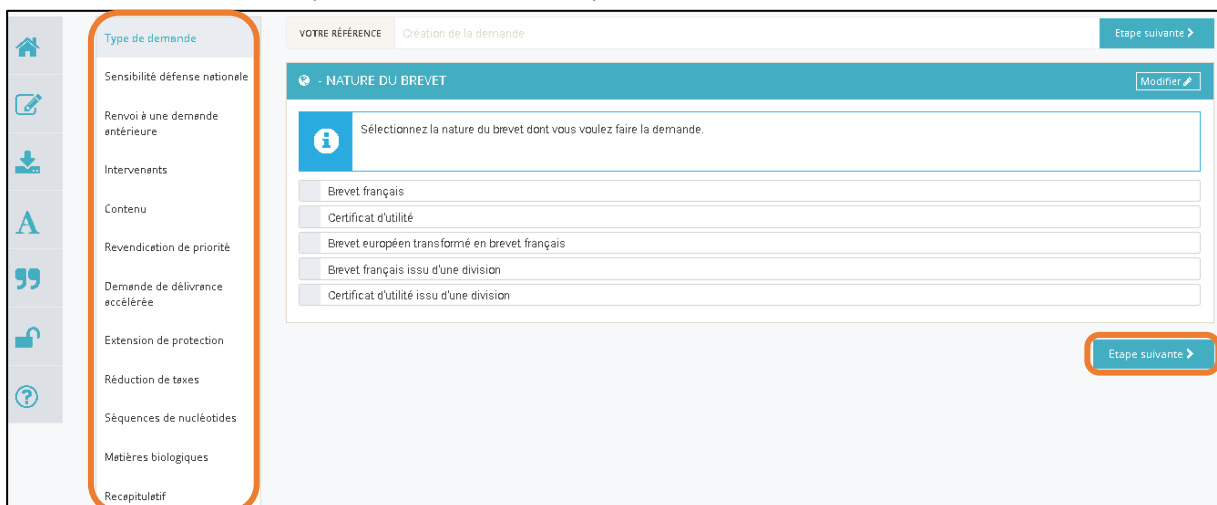 Type de demande
Sensibilité défense nationale
Renvoi à une demande
antérieure
Intervenants
Contenu
Revendication de priorité
Demande de délivrance
accélérée
Extension de protection
Réduction de taxes
Séquences de nucléotides
Matières biologiques
Recapitulatif
VOTRE RÉFÉRENCE Création de la demande
Etape suivante >
- NATURE DU BREVET
Modifier
Sélectionnez la nature du brevet dont vous voulez faire la demande.
Brevet français
Certificat d'utilité
Brevet européen transformé en brevet français
Brevet français issu d'une division
Certificat d'utilité issu d'une division
Etape suivante >